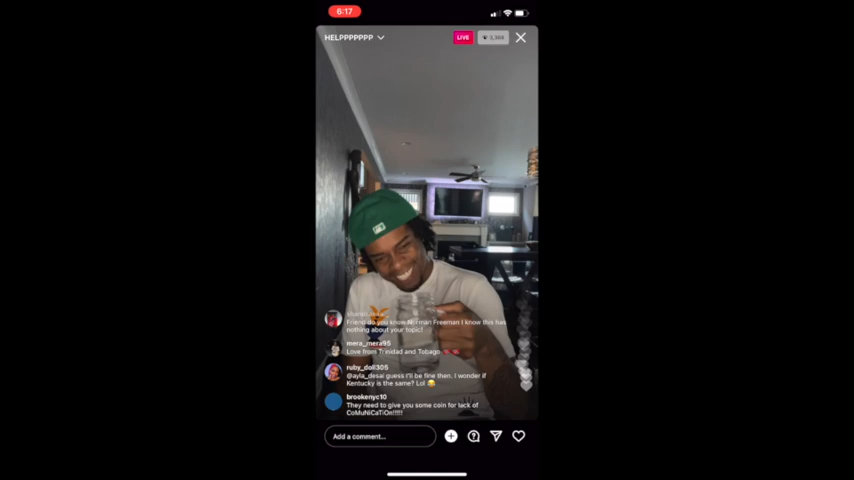 6:17
HELPPPPPPP
LIVE
Friend do you know Norman Freeman I know this has
nothing about your topic!
mera_mera95
Love from Trinidad and Tobago
ruby_doll305
@ayla_desai guess I'll be fine then. I wonder if
Kentucky is the same? Lol 😂
brookenyc10
They need to give you some coin for lack of
CoMuNiCaTiOn!!!!!
Add a comment...